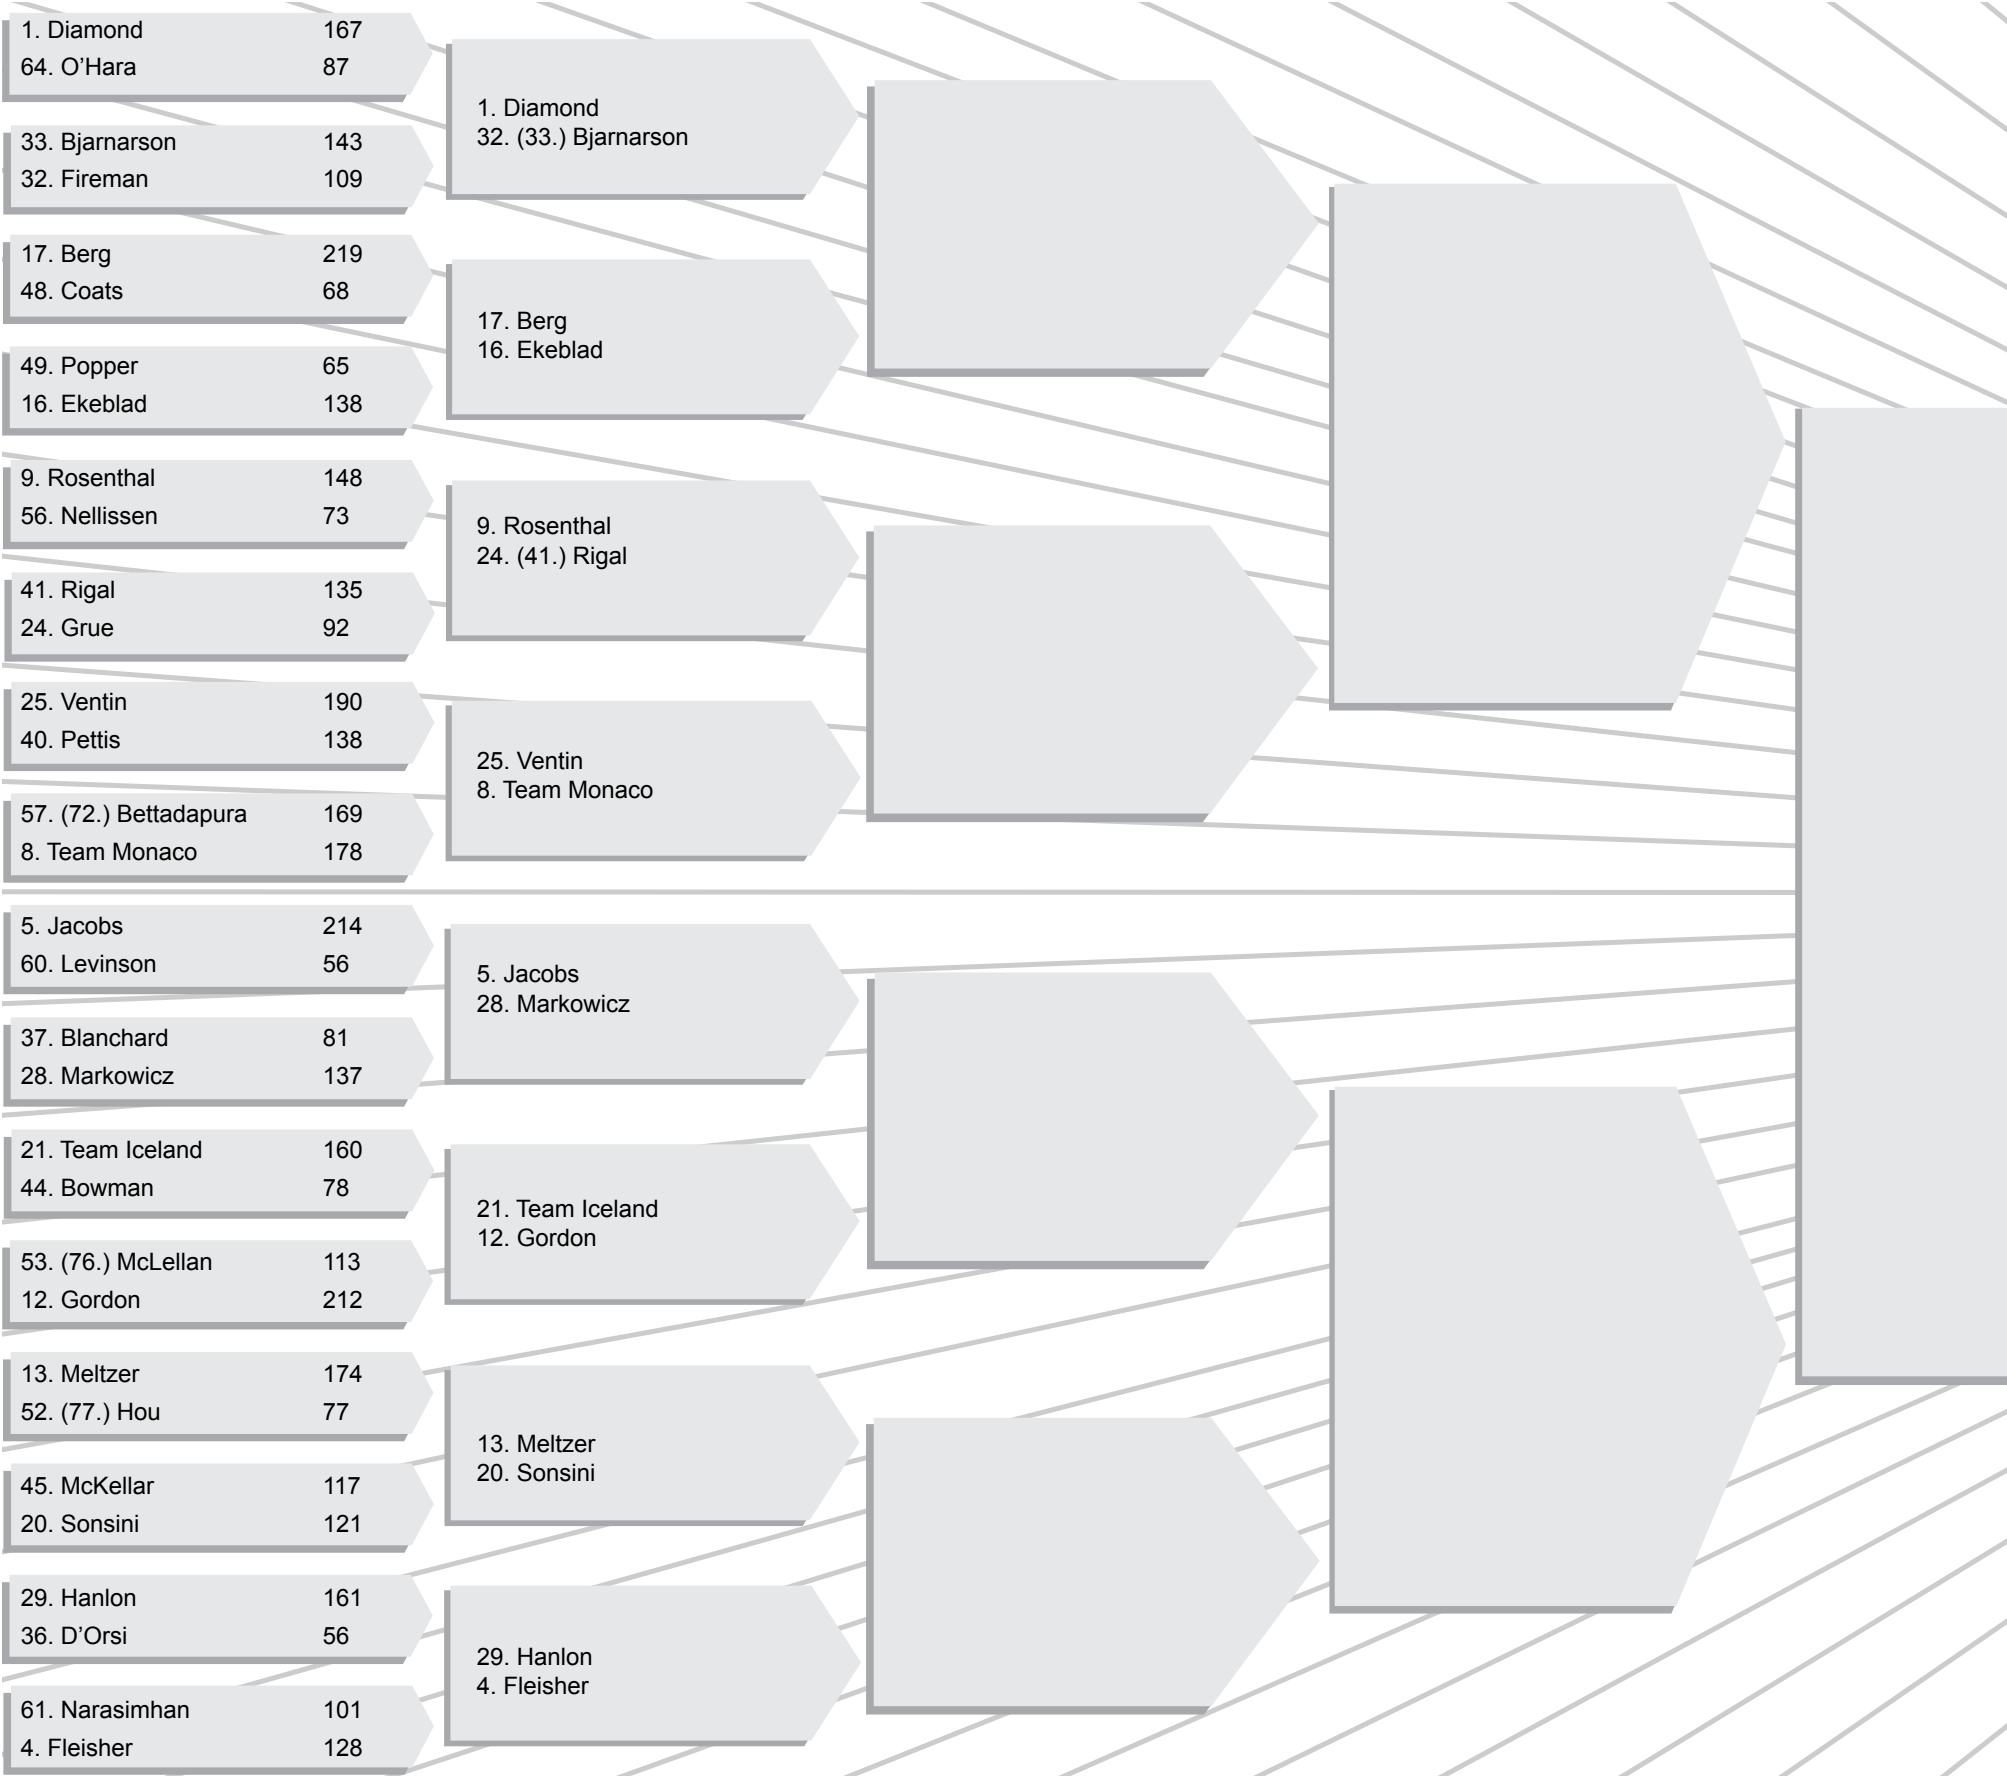 1. Diamond 167
64. O’Hara 87
33. Bjarnarson 143
32. Fireman 109
17. Berg 219
48. Coats 68
49. Popper 65
16. Ekeblad 138
9. Rosenthal 148
56. Nellissen 73
41. Rigal 135
24. Grue 92
25. Ventin 190
40. Pettis 138
57. (72.) Bettadapura 169
8. Team Monaco 178
5. Jacobs 214
60. Levinson 56
37. Blanchard 81
28. Markowicz 137
21. Team Iceland 160
44. Bowman 78
53. (76.) McLellan 113
12. Gordon 212
13. Meltzer 174
52. (77.) Hou 77
45. McKellar 117
20. Sonsini 121
29. Hanlon 161
36. D’Orsi 56
61. Narasimhan 101
4. Fleisher 128
1. Diamond
32. (33.) Bjarnarson
17. Berg
16. Ekeblad
9. Rosenthal
24. (41.) Rigal
25. Ventin
8. Team Monaco
5. Jacobs
28. Markowicz
21. Team Iceland
12. Gordon
13. Meltzer
20. Sonsini
29. Hanlon
4. Fleisher